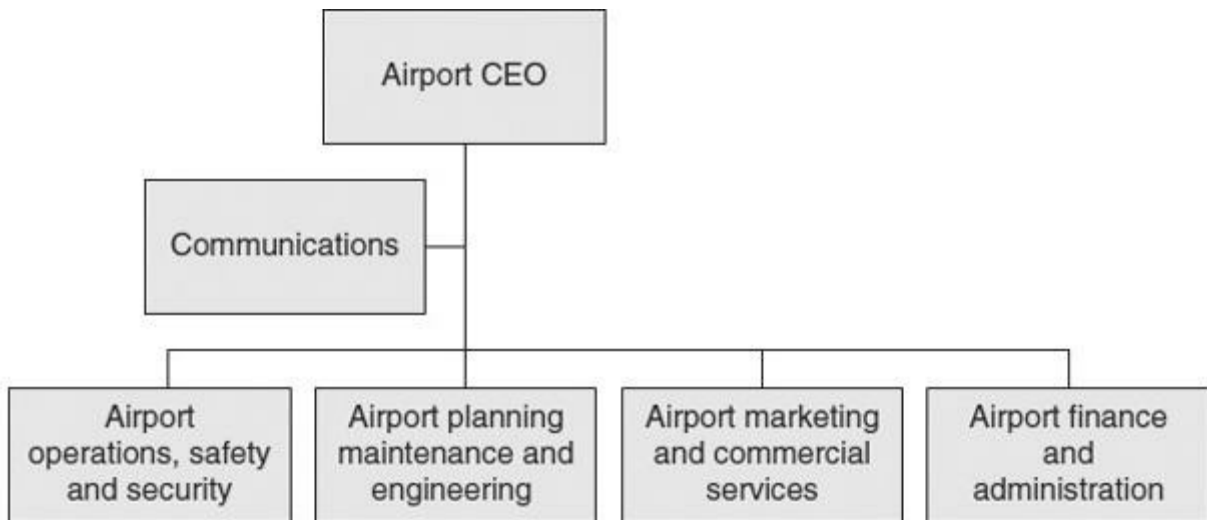 Airport CEO
Communications
Airport
operations, safety
and security
Airport planning
maintenance and
engineering
Airport marketing
and commercial
services
Airport finance
and
administration